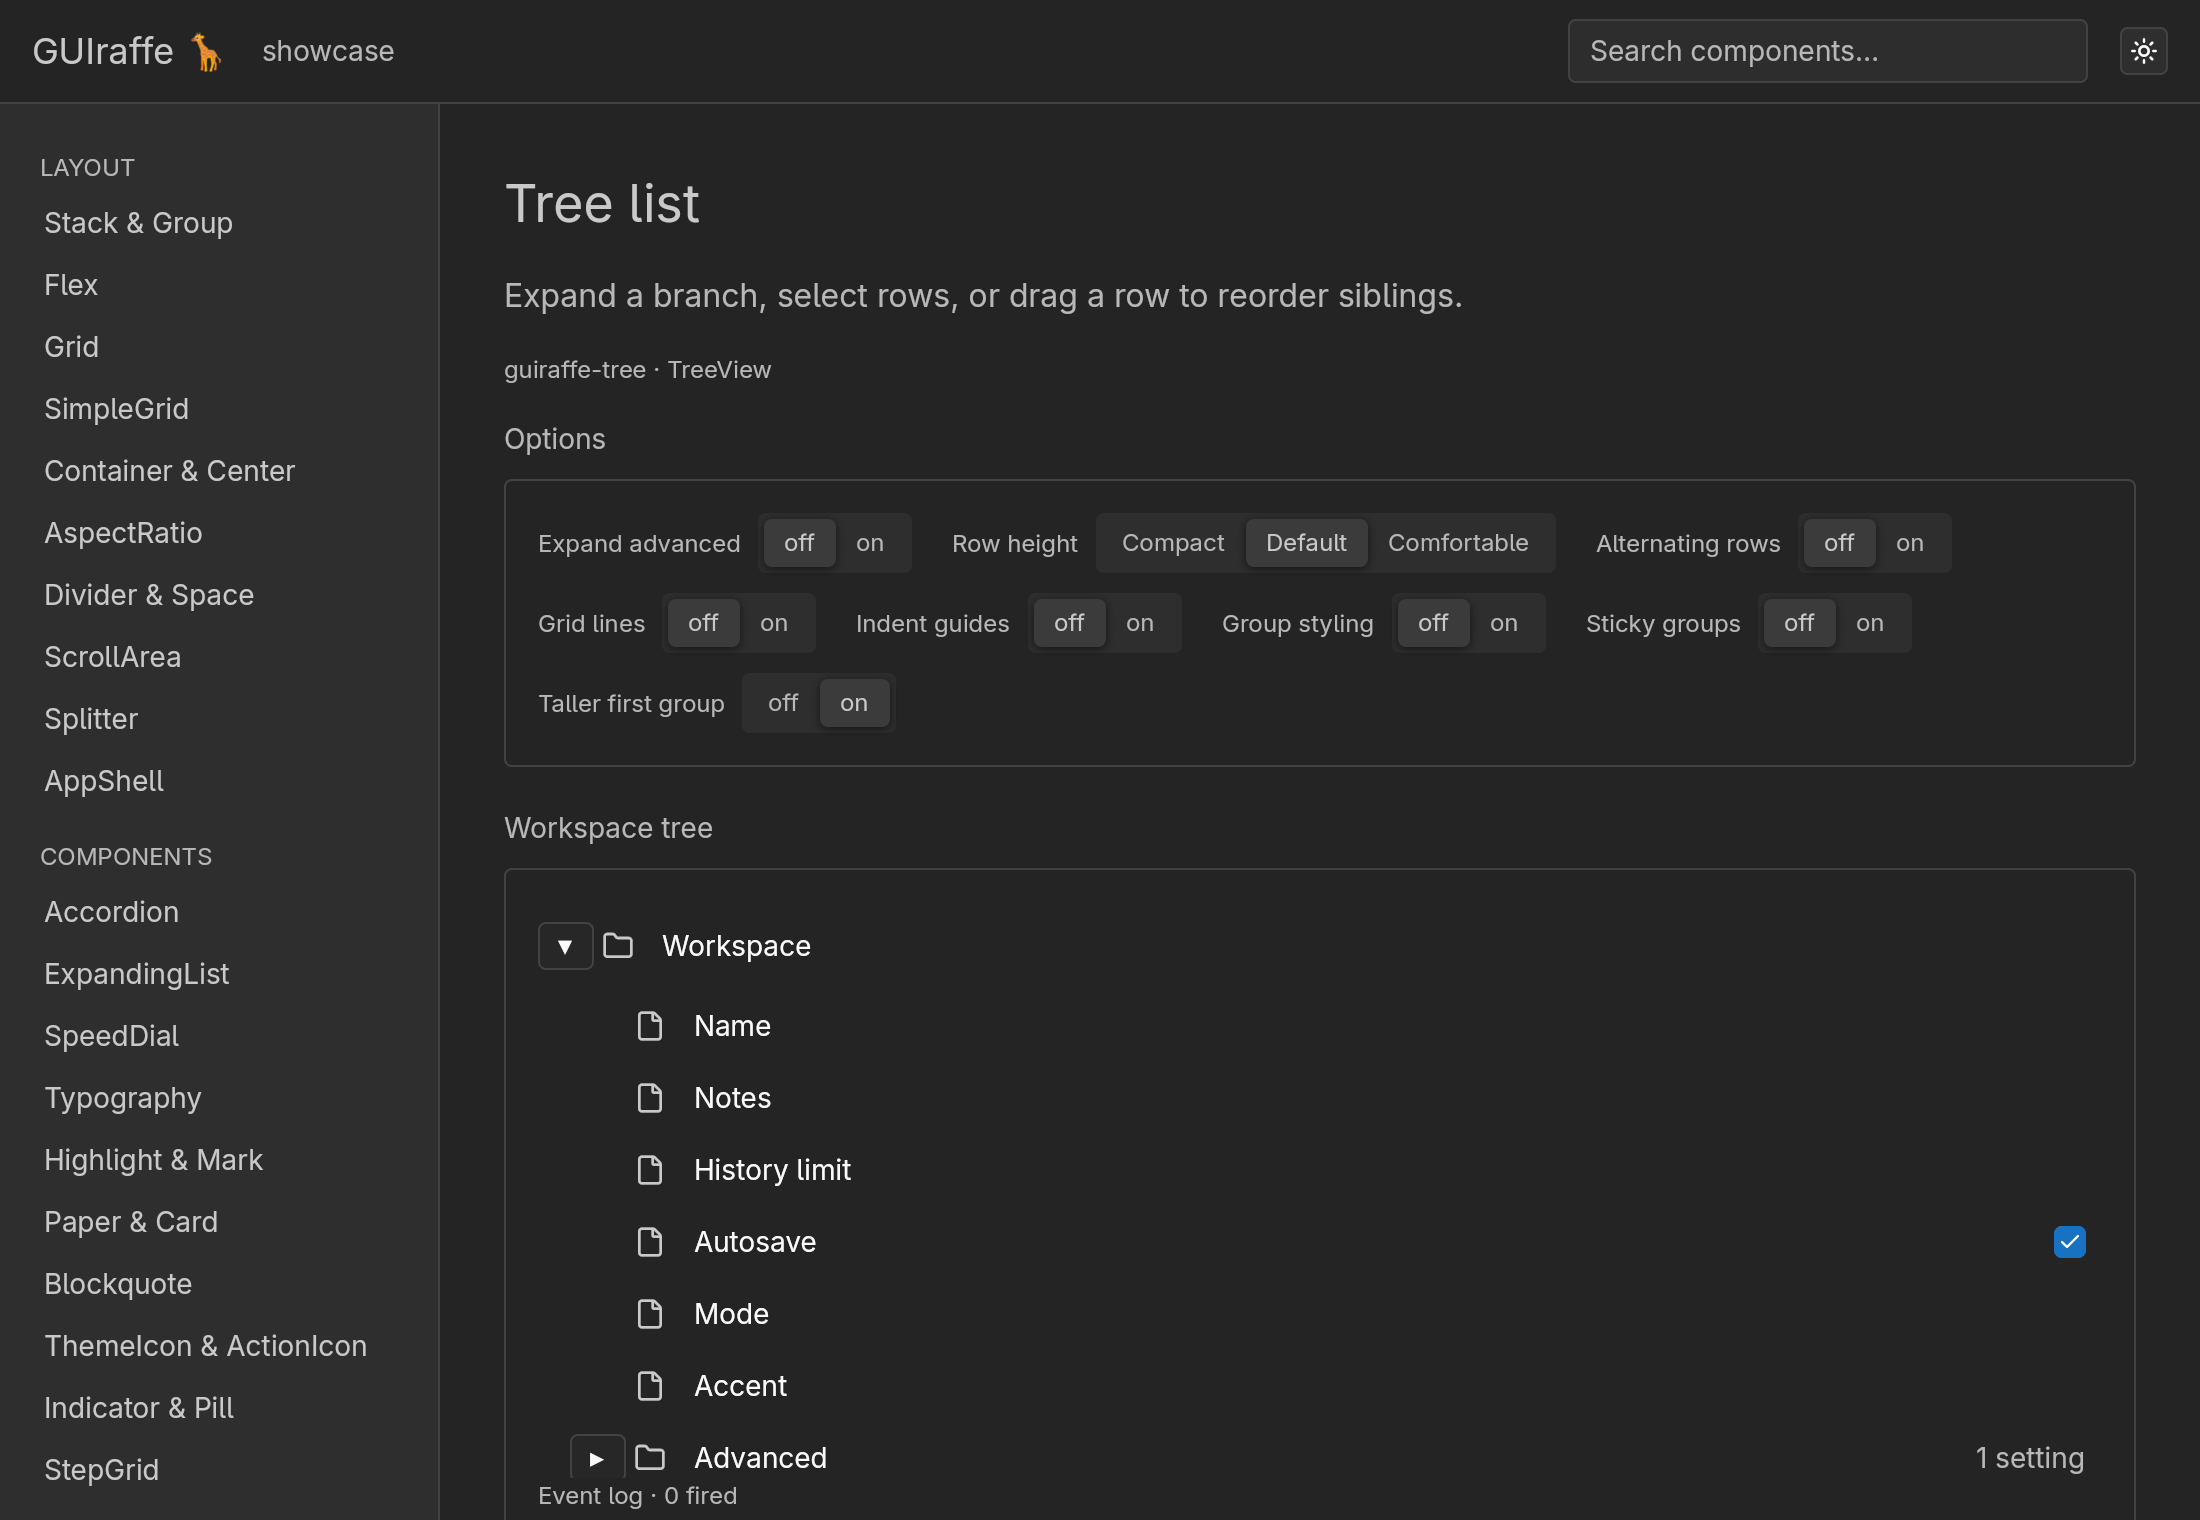 GUIraffe 🦒 showcase
Search components...
LAYOUT
Stack & Group
Flex
Grid
SimpleGrid
Container & Center
AspectRatio
Divider & Space
ScrollArea
Splitter
AppShell
COMPONENTS
Accordion
ExpandingList
SpeedDial
Typography
Highlight & Mark
Paper & Card
Blockquote
ThemeIcon & ActionIcon
Indicator & Pill
StepGrid
Tree list
Expand a branch, select rows, or drag a row to reorder siblings.
guiraffe-tree · TreeView
Options
Expand advanced off on Row height Compact Default Comfortable Alternating rows off on
Grid lines off on Indent guides off on Group styling off on Sticky groups off on
Taller first group off on
Workspace tree
Workspace
Name
Notes
History limit
Autosave
Mode
Accent
Advanced 1 setting
Event log · 0 fired